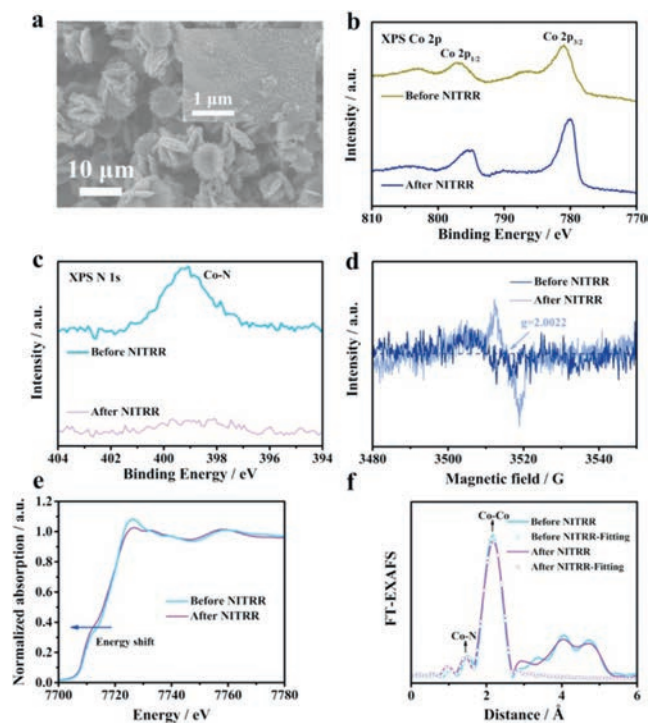 a
1 µm
10 µm
b
XPS Co 2p
Co 2p1/2
Co 2p3/2
Before NITRR
After NITRR
Intensity / a.u.
810 800 790 780 770
Binding Energy / eV
c
XPS N 1s
Co-N
Before NITRR
After NITRR
Intensity / a.u.
404 402 400 398 396 394
Binding Energy / eV
d
Before NITRR
After NITRR
g=2.0022
Intensity / a.u.
3480 3510 3540
Magnetic field / G
e
1.2
1.0
0.8
0.6
0.4
0.2
0.0
Normalized absorption / a.u.
Before NITRR
After NITRR
Energy shift
7700 7720 7740 7760 7780
Energy / eV
f
Co-Co
Before NITRR
Before NITRR-Fitting
After NITRR
After NITRR-Fitting
Co-N
FT-EXAFS
0 2 4 6
Distance / Å